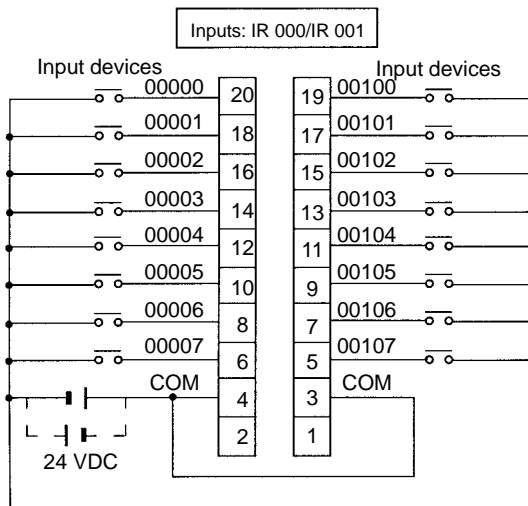 Inputs: IR 000/IR 001
Input devices Input devices
00000 20 19 00100
00001 18 17 00101
00002 16 15 00102
00003 14 13 00103
00004 12 11 00104
00005 10 9 00105
00006 8 7 00106
00007 6 5 00107
COM 4 3 COM
2 1
24 VDC